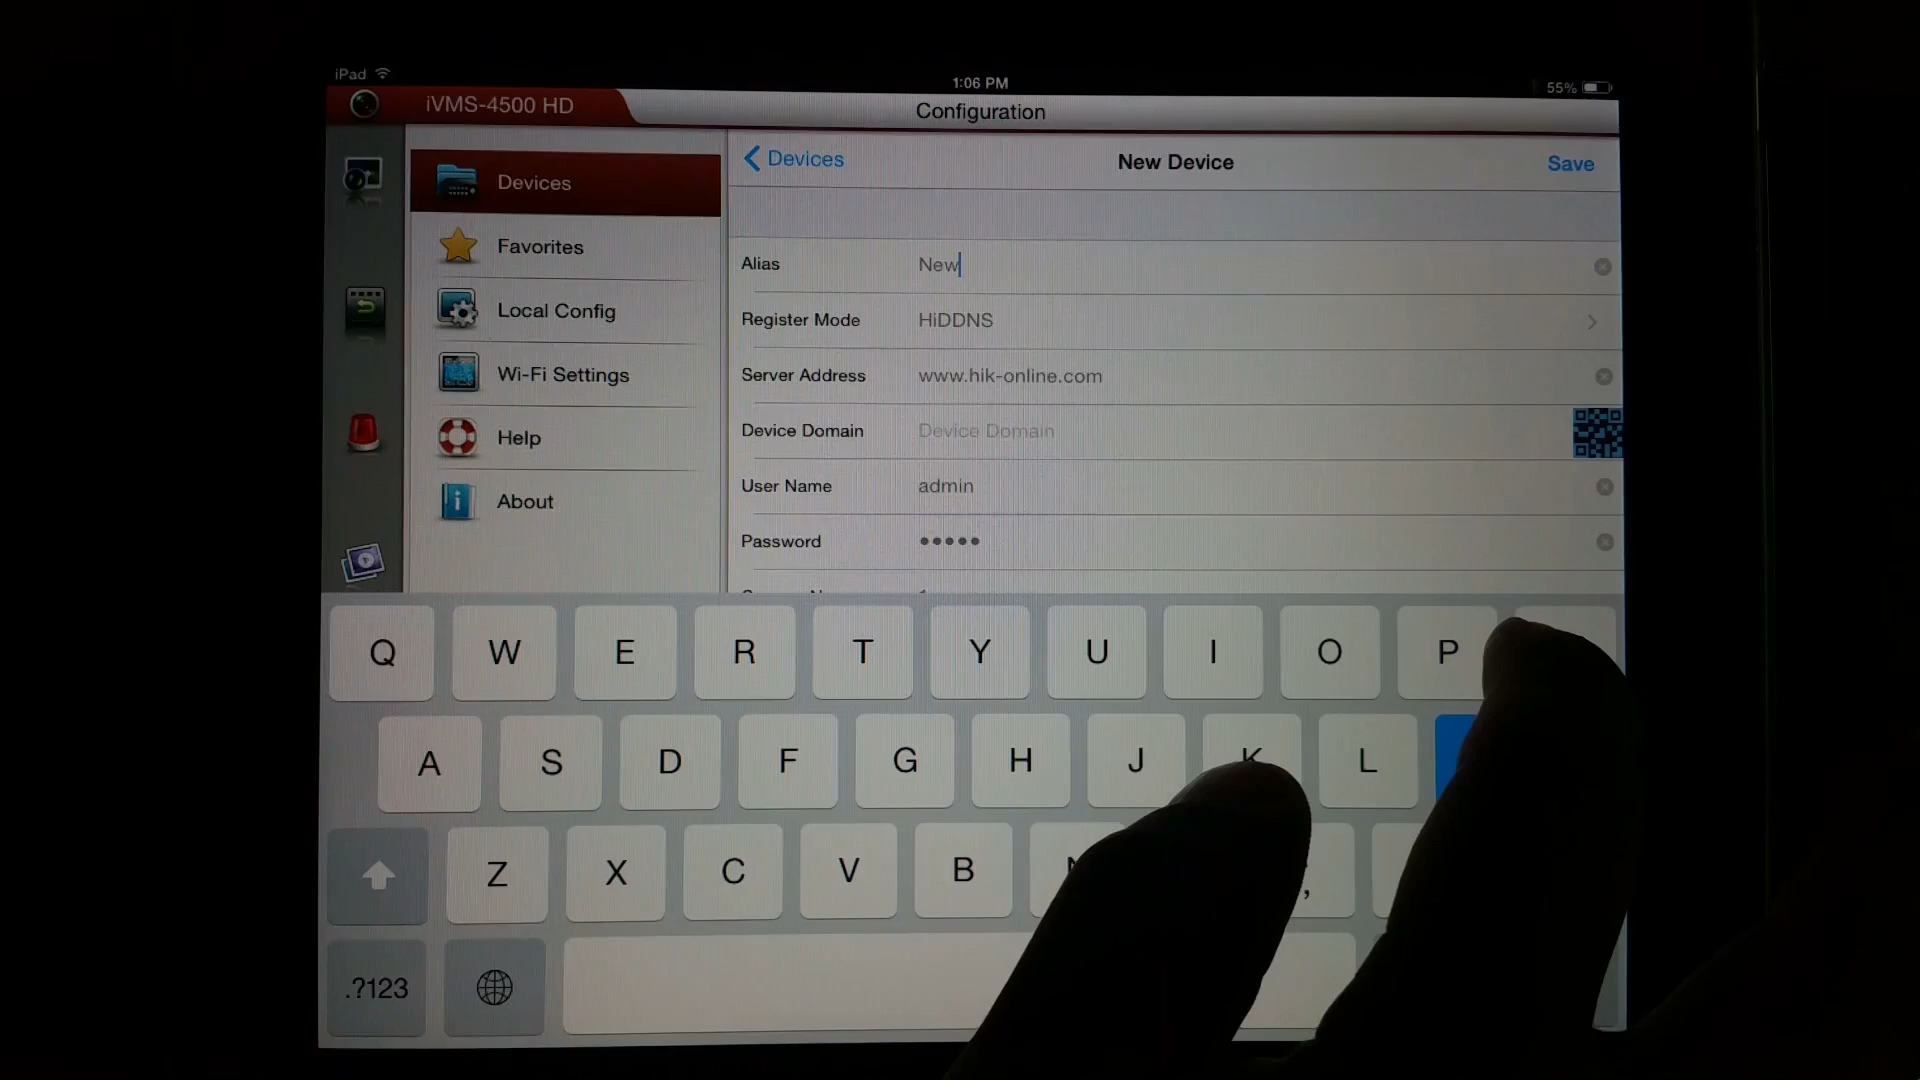 iPad
1:06 PM
55%
iVMS-4500 HD
Configuration
Devices
Favorites
Local Config
Wi-Fi Settings
Help
About
Devices
New Device
Save
Alias New
Register Mode HiDDNS
Server Address www.hik-online.com
Device Domain Device Domain
User Name admin
Password •••••
Q W E R T Y U I O P
A S D F G H J K L
Z X C V B ,
.?123